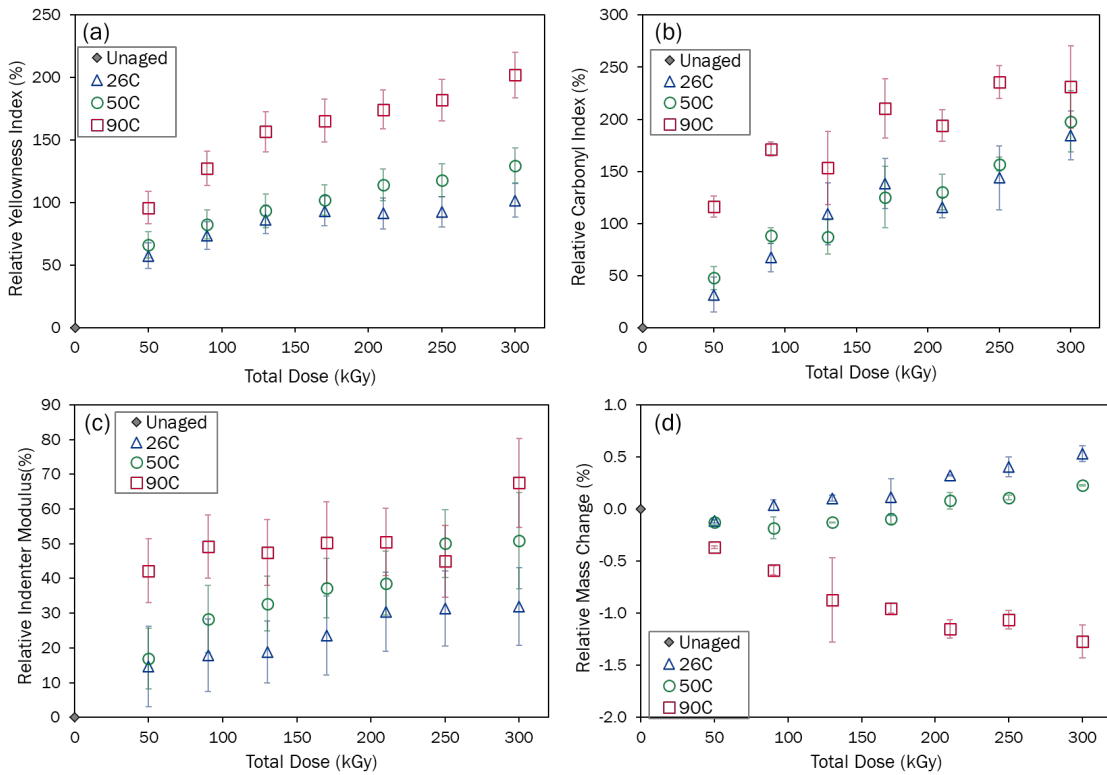 (a)
Unaged
26C
50C
90C
250
200
150
100
50
0
0 50 100 150 200 250 300
Relative Yellowness Index (%)
Total Dose (kGy)
(b)
Unaged
26C
50C
90C
300
250
200
150
100
50
0
0 50 100 150 200 250 300
Relative Carbonyl Index (%)
Total Dose (kGy)
(c)
Unaged
26C
50C
90C
90
80
70
60
50
40
30
20
10
0
0 50 100 150 200 250 300
Relative Indenter Modulus(%)
Total Dose (kGy)
(d)
1.0
0.5
0.0
-0.5
-1.0
-1.5
-2.0
Unaged
26C
50C
90C
0 50 100 150 200 250 300
Relative Mass Change (%)
Total Dose (kGy)